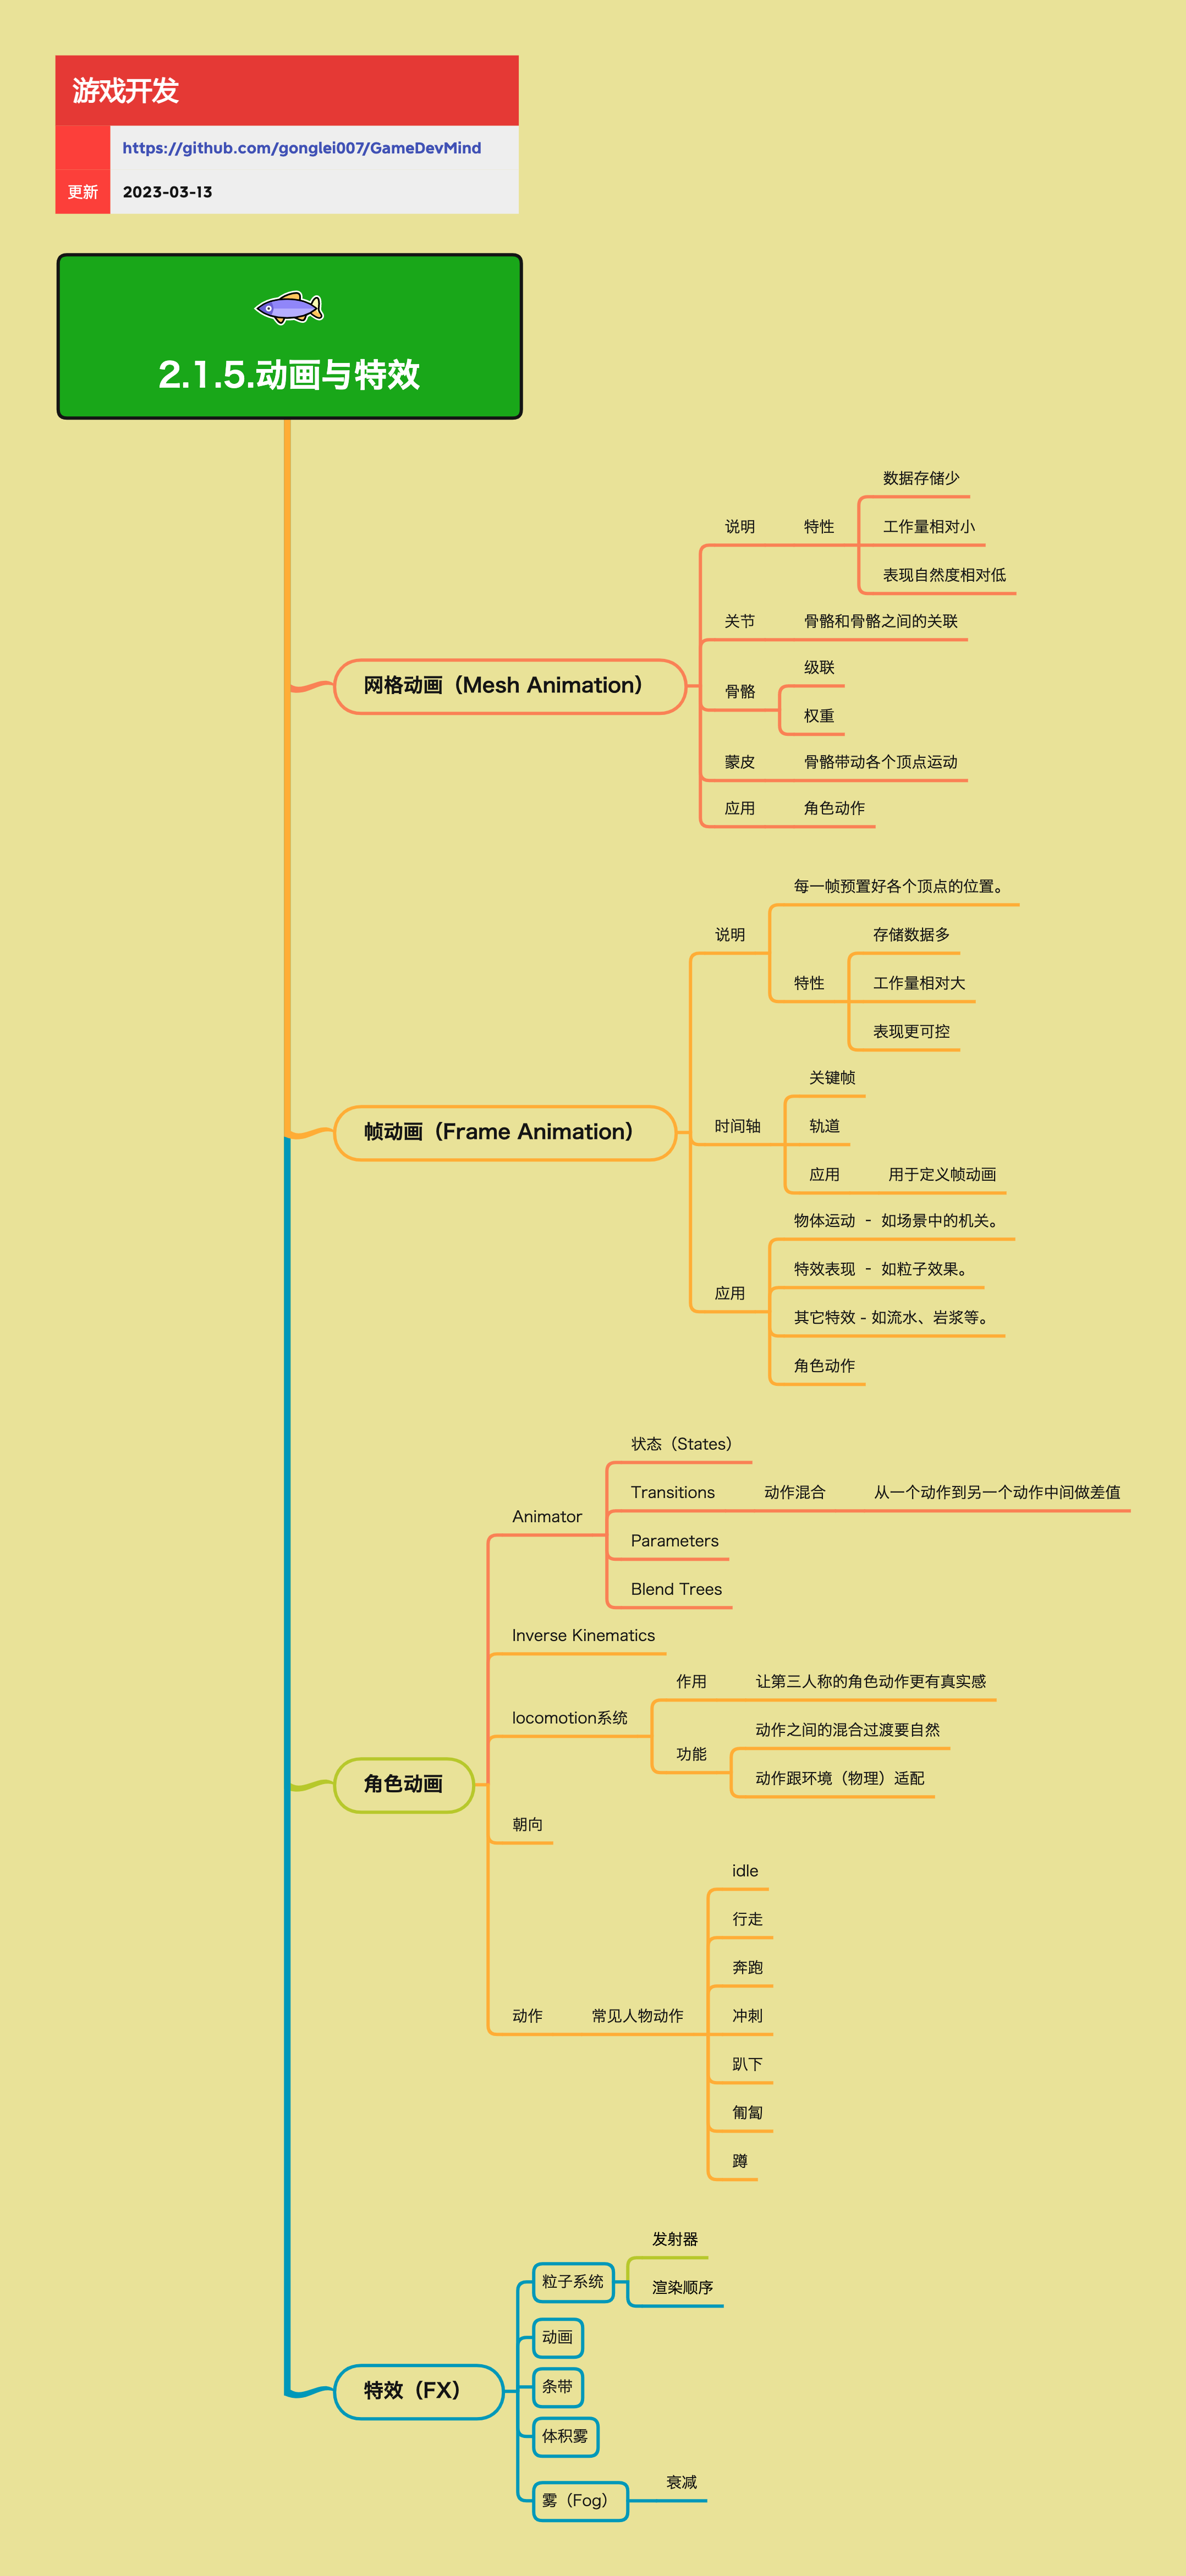 游戏开发
https://github.com/gonglei007/GameDevMind
更新 2023-03-13
2.1.5.动画与特效
网格动画（Mesh Animation）
说明
特性
数据存储少
工作量相对小
表现自然度相对低
关节
骨骼和骨骼之间的关联
骨骼
级联
权重
蒙皮
骨骼带动各个顶点运动
应用
角色动作
帧动画（Frame Animation）
说明
每一帧预置好各个顶点的位置。
特性
存储数据多
工作量相对大
表现更可控
时间轴
关键帧
轨道
应用
用于定义帧动画
应用
物体运动 - 如场景中的机关。
特效表现 - 如粒子效果。
其它特效 - 如流水、岩浆等。
角色动作
角色动画
Animator
状态（States）
Transitions
动作混合
从一个动作到另一个动作中间做差值
Parameters
Blend Trees
Inverse Kinematics
locomotion系统
作用
让第三人称的角色动作更有真实感
功能
动作之间的混合过渡要自然
动作跟环境（物理）适配
朝向
动作
常见人物动作
idle
行走
奔跑
冲刺
趴下
匍匐
蹲
特效（FX）
粒子系统
发射器
渲染顺序
动画
条带
体积雾
雾（Fog）
衰减